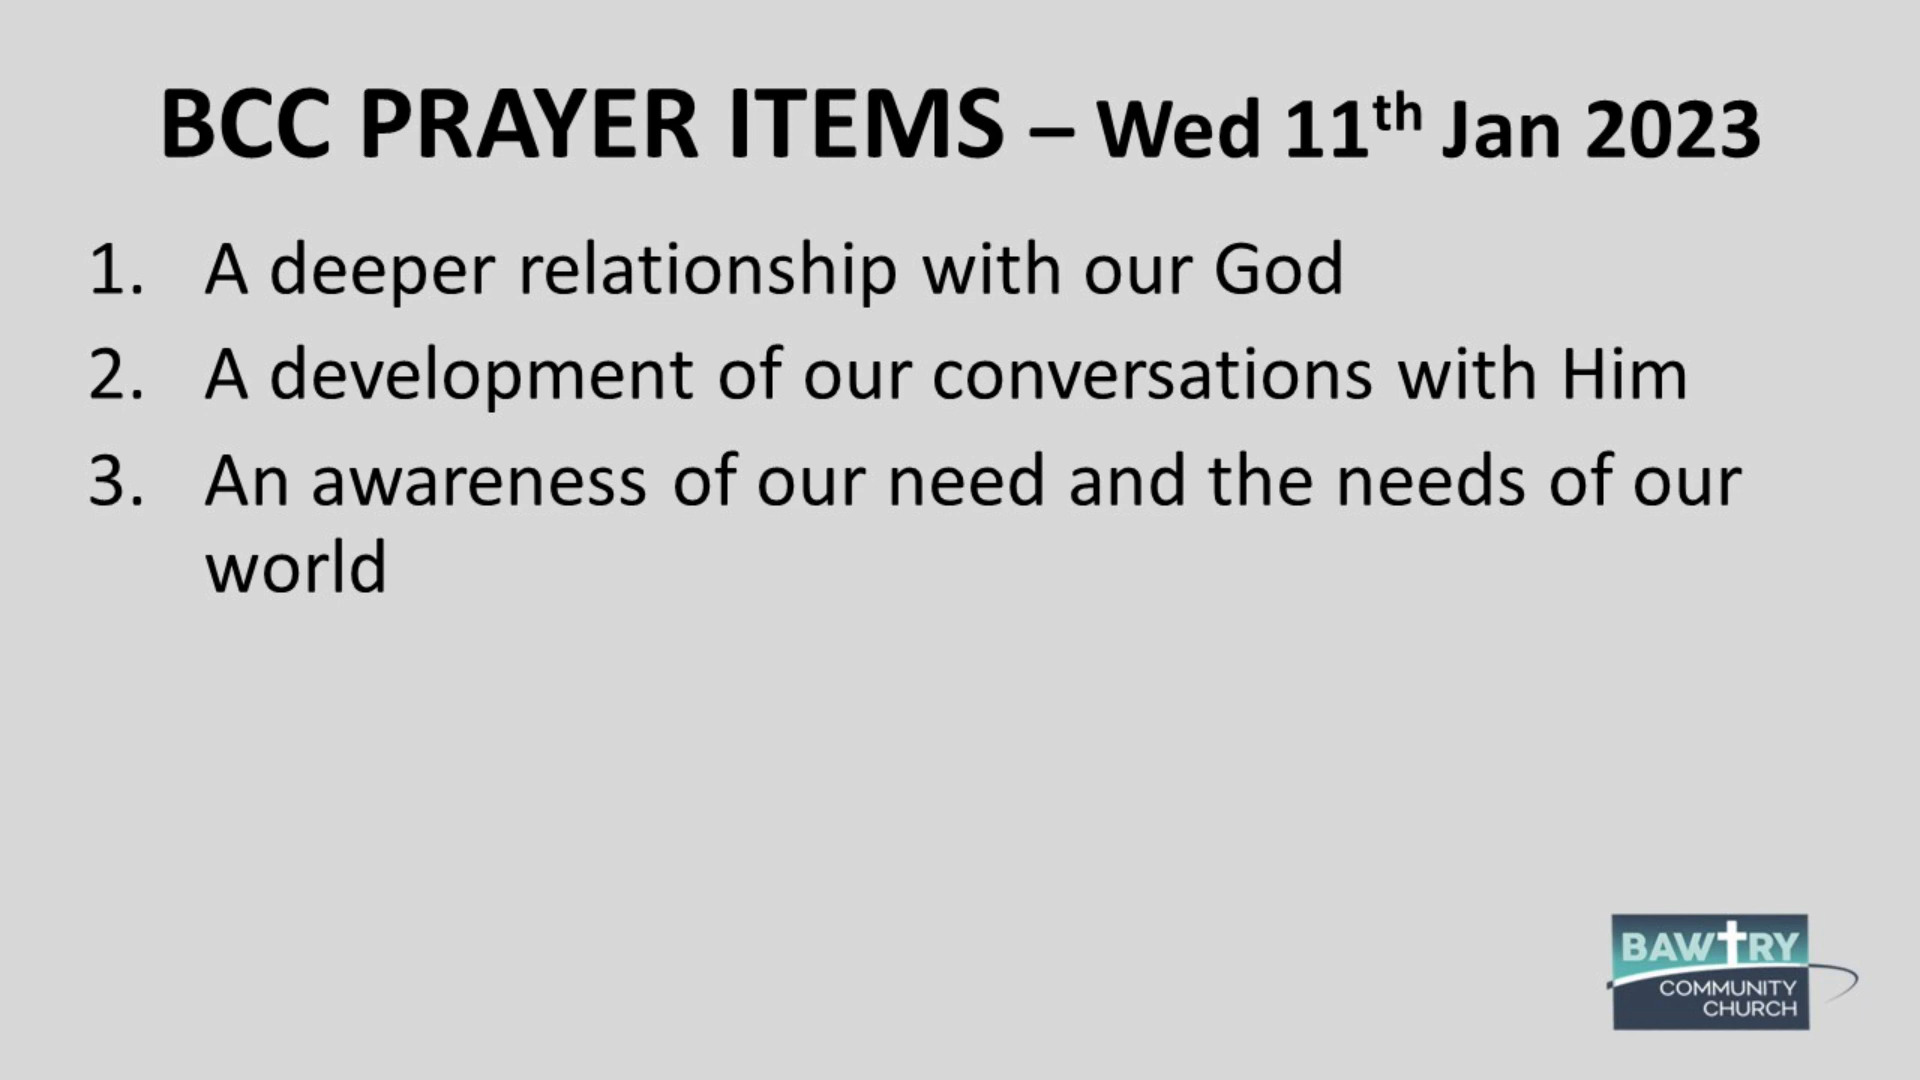 BCC PRAYER ITEMS – Wed 11th Jan 2023
1. A deeper relationship with our God
2. A development of our conversations with Him
3. An awareness of our need and the needs of our
world
BAWTRY
COMMUNITY
CHURCH